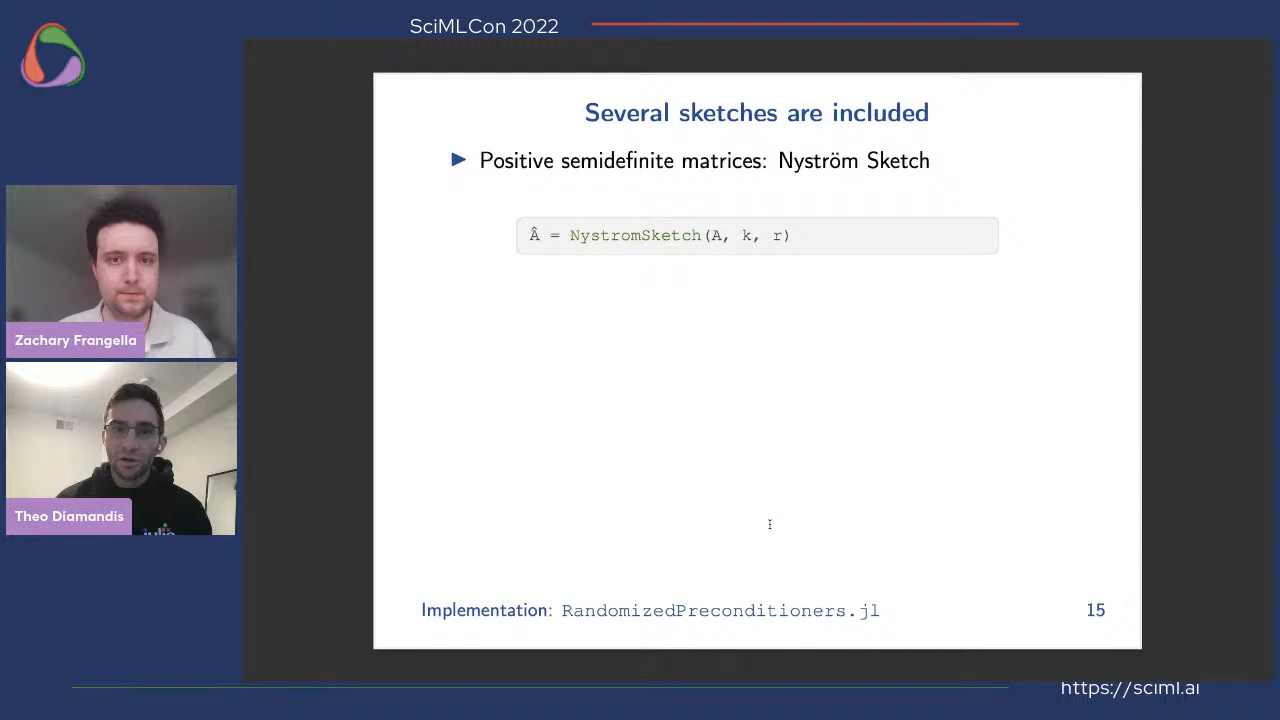 SciMLCon 2022
Several sketches are included
▶ Positive semidefinite matrices: Nyström Sketch
Â = NystromSketch(A, k, r)
Zachary Frangella
Theo Diamandis
julia
Implementation: RandomizedPreconditioners.jl
15
https://sciml.ai